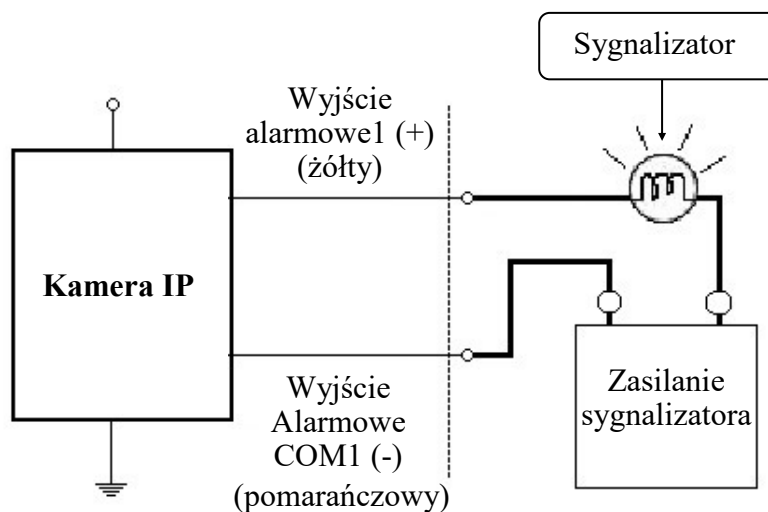 Sygnalizator
Wyjście
alarmowe1 (+)
(żółty)
Kamera IP
Wyjście
Alarmowe
COM1 (-)
(pomarańczowy)
Zasilanie
sygnalizatora